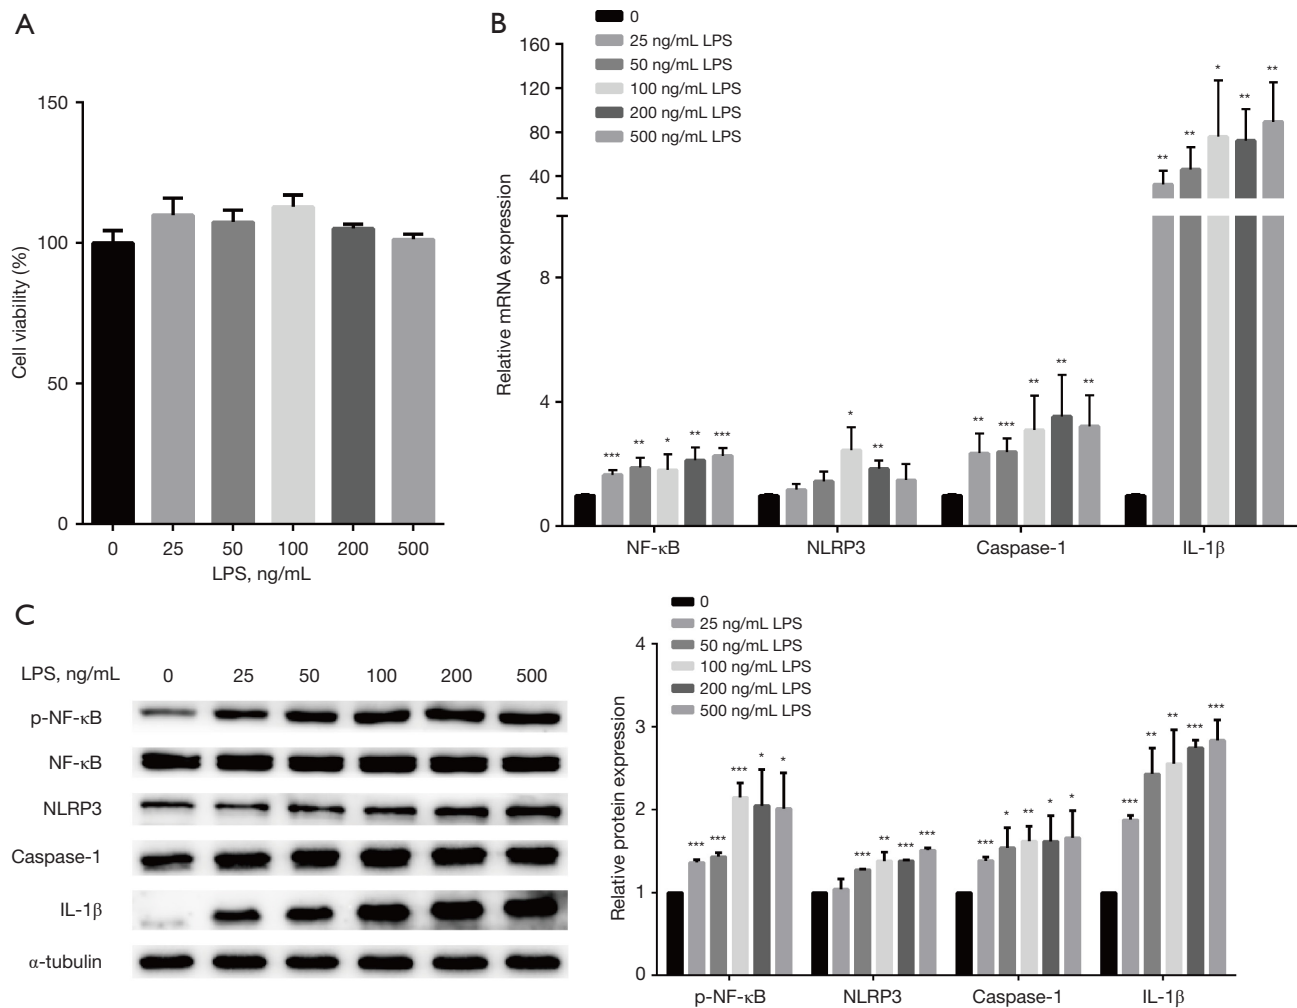 A
150
100
50
0
Cell viability (%)
0 25 50 100 200 500
LPS, ng/mL
B
0
25 ng/mL LPS
50 ng/mL LPS
100 ng/mL LPS
200 ng/mL LPS
500 ng/mL LPS
160
120
80
40
8
4
0
Relative mRNA expression
*** ** * ** ***
* **
** *** ** ** **
** ** * ** **
NF-κB NLRP3 Caspase-1 IL-1β
C
LPS, ng/mL 0 25 50 100 200 500
p-NF-κB
NF-κB
NLRP3
Caspase-1
IL-1β
α-tubulin
0
25 ng/mL LPS
50 ng/mL LPS
100 ng/mL LPS
200 ng/mL LPS
500 ng/mL LPS
4
3
2
1
0
Relative protein expression
*** *** *** * *
*** ** *** ***
*** * ** * *
*** ** ** *** ***
p-NF-κB NLRP3 Caspase-1 IL-1β